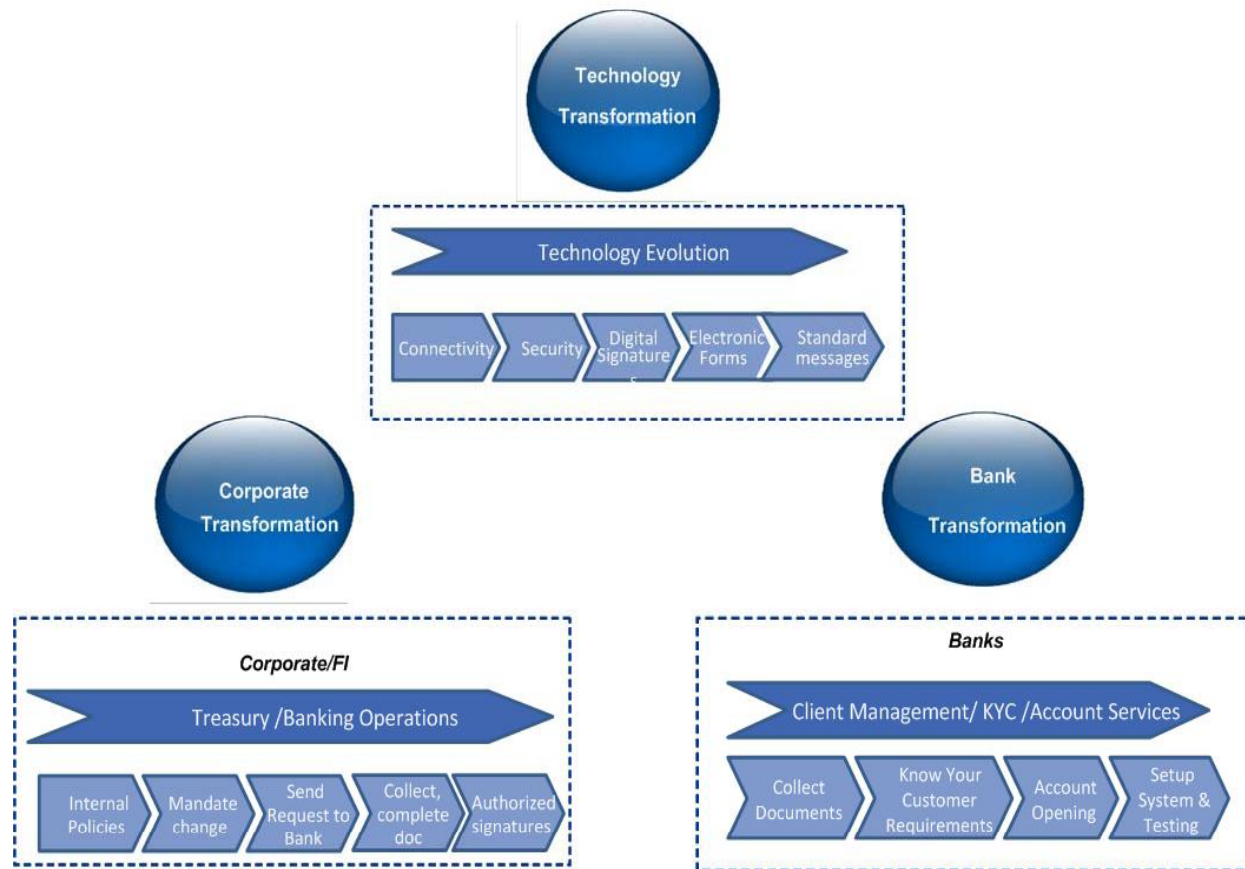 Technology
Transformation
Technology Evolution
Connectivity
Security
Digital
Signature
s
Electronic
Forms
Standard
messages
Corporate
Transformation
Bank
Transformation
Corporate/FI
Treasury /Banking Operations
Internal
Policies
Mandate
change
Send
Request to
Bank
Collect,
complete
doc
Authorized
signatures
Banks
Client Management/ KYC /Account Services
Collect
Documents
Know Your
Customer
Requirements
Account
Opening
Setup
System &
Testing